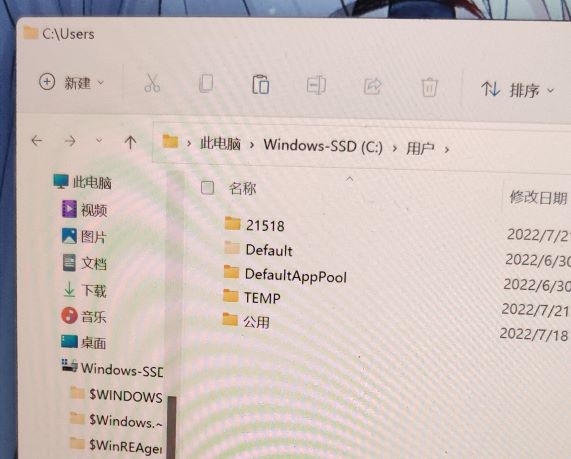 C:\Users
新建
排序
此电脑 › Windows-SSD (C:) › 用户 ›
此电脑
视频
图片
文档
下载
音乐
桌面
Windows-SSD
$WINDOWS
$Windows.~
$WinREAgen
名称
修改日期
21518
2022/7/21
Default
2022/6/30
DefaultAppPool
2022/6/30
TEMP
2022/7/21
公用
2022/7/18